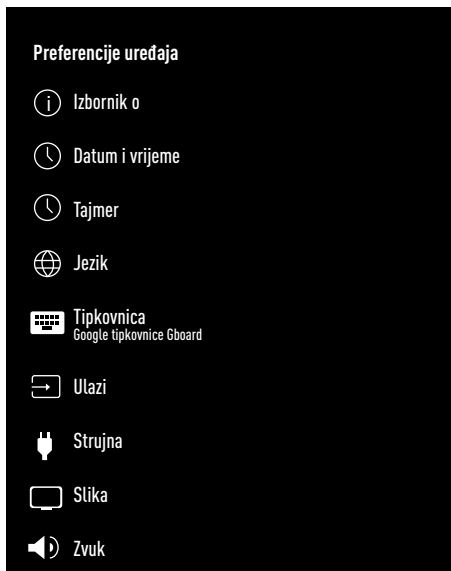 Preferencije uređaja
Izbornik o
Datum i vrijeme
Tajmer
Jezik
Tipkovnica
Google tipkovnice Gboard
Ulazi
Strujna
Slika
Zvuk